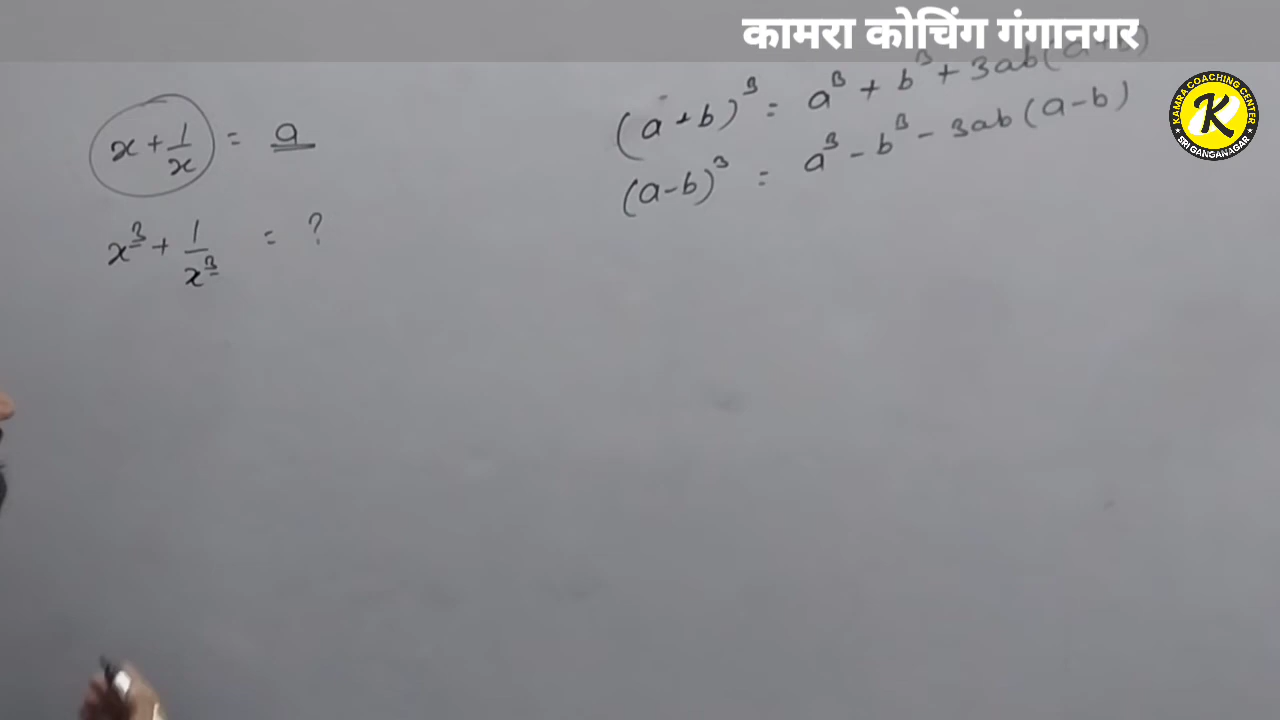 कामरा कोचिंग गंगानगर
KAMRA COACHING CENTER
K
SRI GANGANAGAR
x + 1/x = a
x³ + 1/x³ = ?
(a+b)³ = a³ + b³ + 3ab(a+b)
(a-b)³ = a³ - b³ - 3ab(a-b)